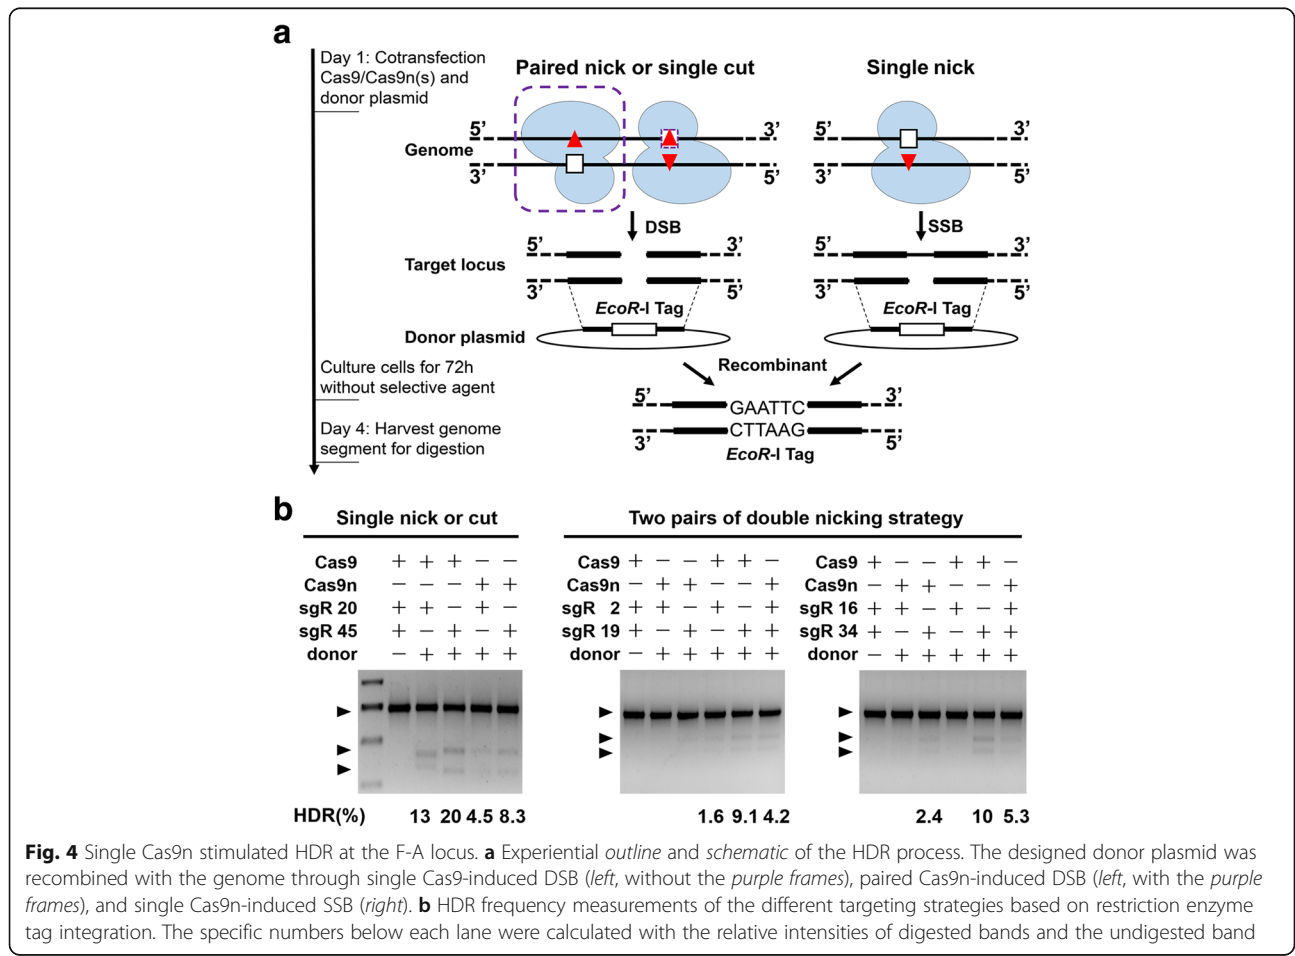 a
Day 1: Cotransfection
Cas9/Cas9n(s) and
donor plasmid
Paired nick or single cut
Single nick
5’ 3’ 5’ 3’
Genome
3’ 5’ 3’ 5’
DSB SSB
5’ 3’ 5’ 3’
Target locus
3’ 5’ 3’ 5’
EcoR-I Tag EcoR-I Tag
Donor plasmid
Recombinant
Culture cells for 72h
without selective agent
5’ 3’
GAATTC
CTTAAG
3’ 5’
EcoR-I Tag
Day 4: Harvest genome
segment for digestion
b
Single nick or cut
Cas9 + + + − −
Cas9n − − − + +
sgR 20 + + − + −
sgR 45 + − + − +
donor − + + + +
HDR(%) 13 20 4.5 8.3
Two pairs of double nicking strategy
Cas9 + − − + + −
Cas9n − + + − − +
sgR 2 + + − + − +
sgR 19 + − + − + +
donor − + + + + +
1.6 9.1 4.2
Cas9 + − − + + −
Cas9n − + + − − +
sgR 16 + + − + − +
sgR 34 + − + − + +
donor − + + + + +
2.4 10 5.3
Fig. 4 Single Cas9n stimulated HDR at the F-A locus. a Experiential outline and schematic of the HDR process. The designed donor plasmid was
recombined with the genome through single Cas9-induced DSB (left, without the purple frames), paired Cas9n-induced DSB (left, with the purple
frames), and single Cas9n-induced SSB (right). b HDR frequency measurements of the different targeting strategies based on restriction enzyme
tag integration. The specific numbers below each lane were calculated with the relative intensities of digested bands and the undigested band